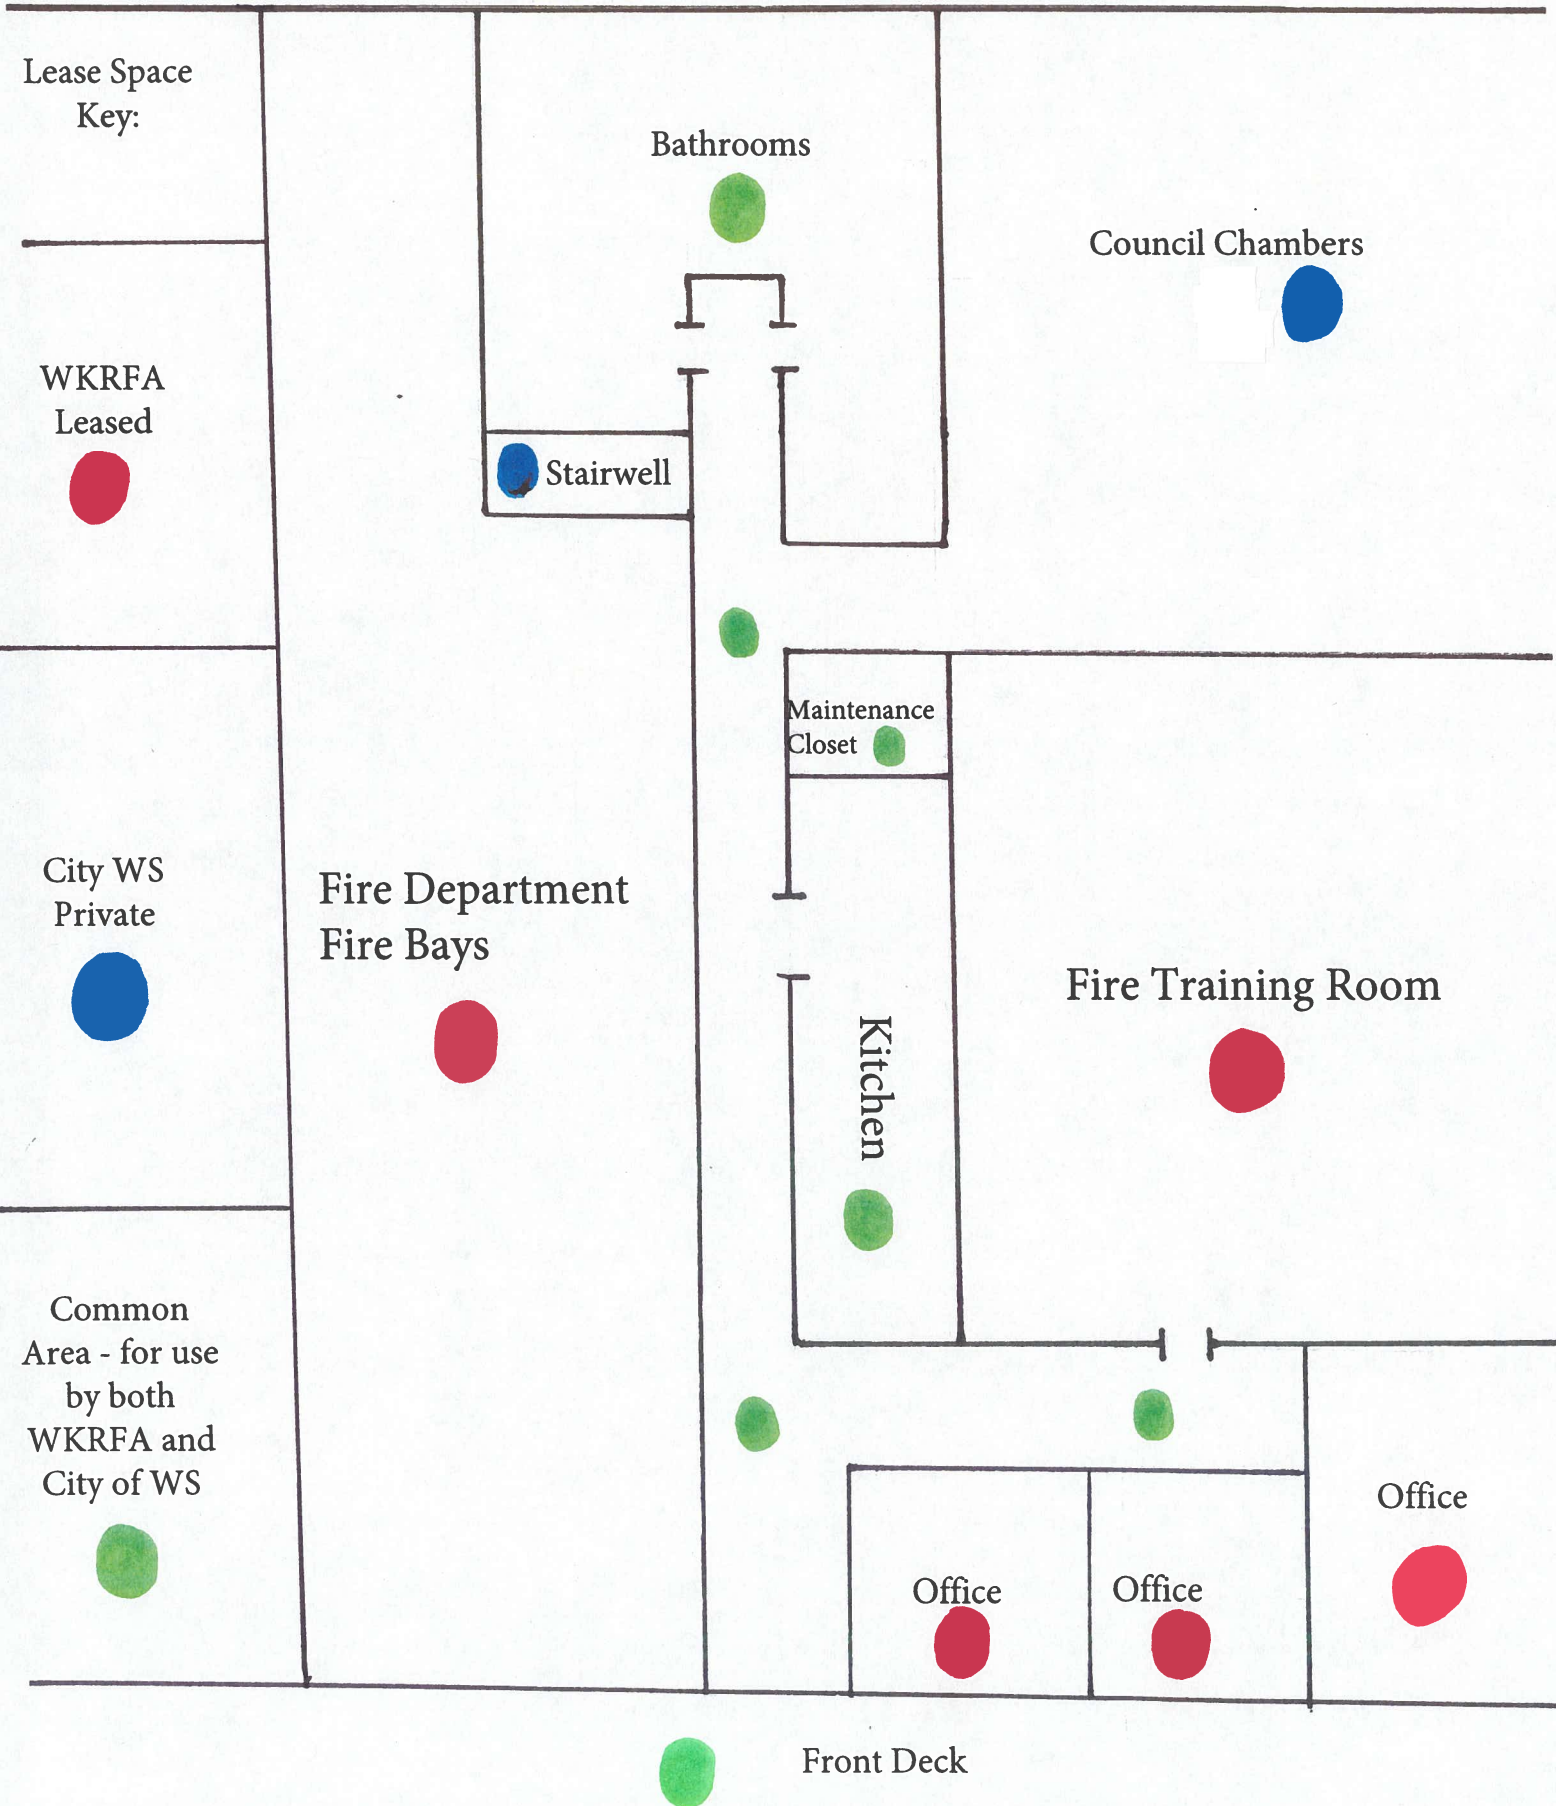 Lease Space
Key:
WKRFA
Leased
City WS
Private
Common
Area - for use
by both
WKRFA and
City of WS
Bathrooms
Council Chambers
Stairwell
Maintenance
Closet
Fire Department
Fire Bays
Kitchen
Fire Training Room
Office
Office
Office
Front Deck